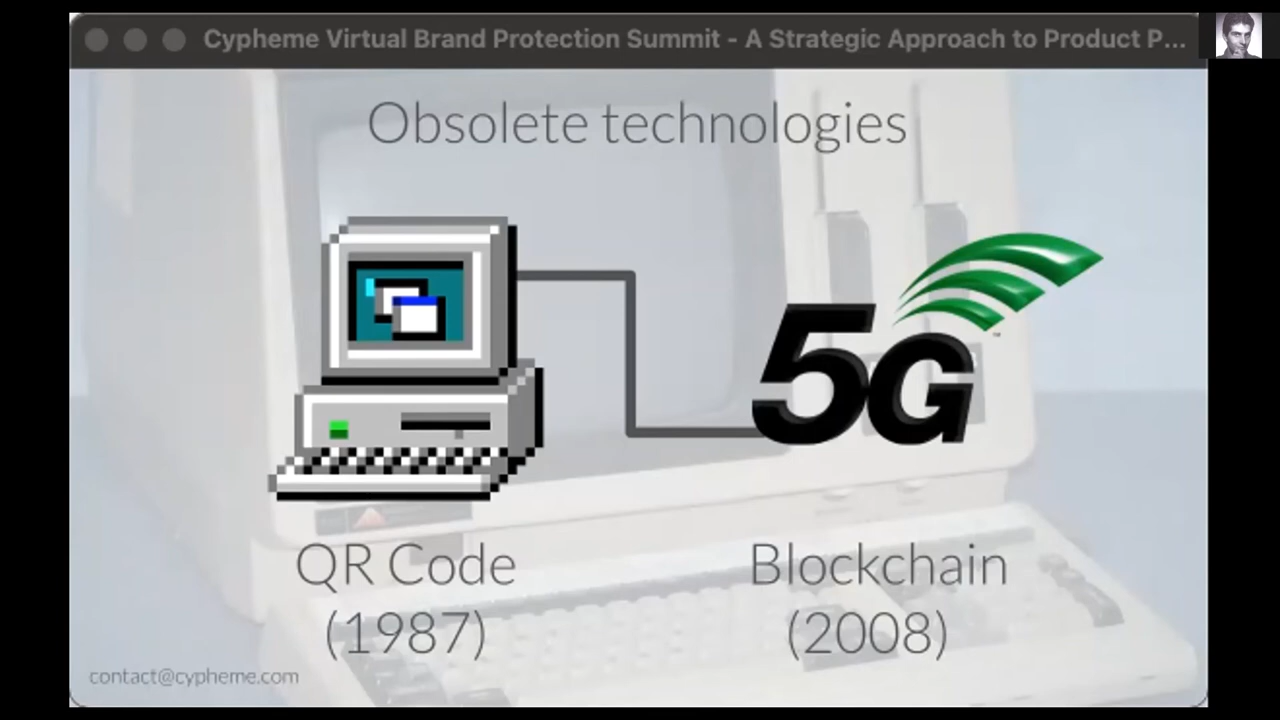 Cypheme Virtual Brand Protection Summit - A Strategic Approach to Product P...
Obsolete technologies
5G
™
QR Code
(1987)
Blockchain
(2008)
contact@cypheme.com